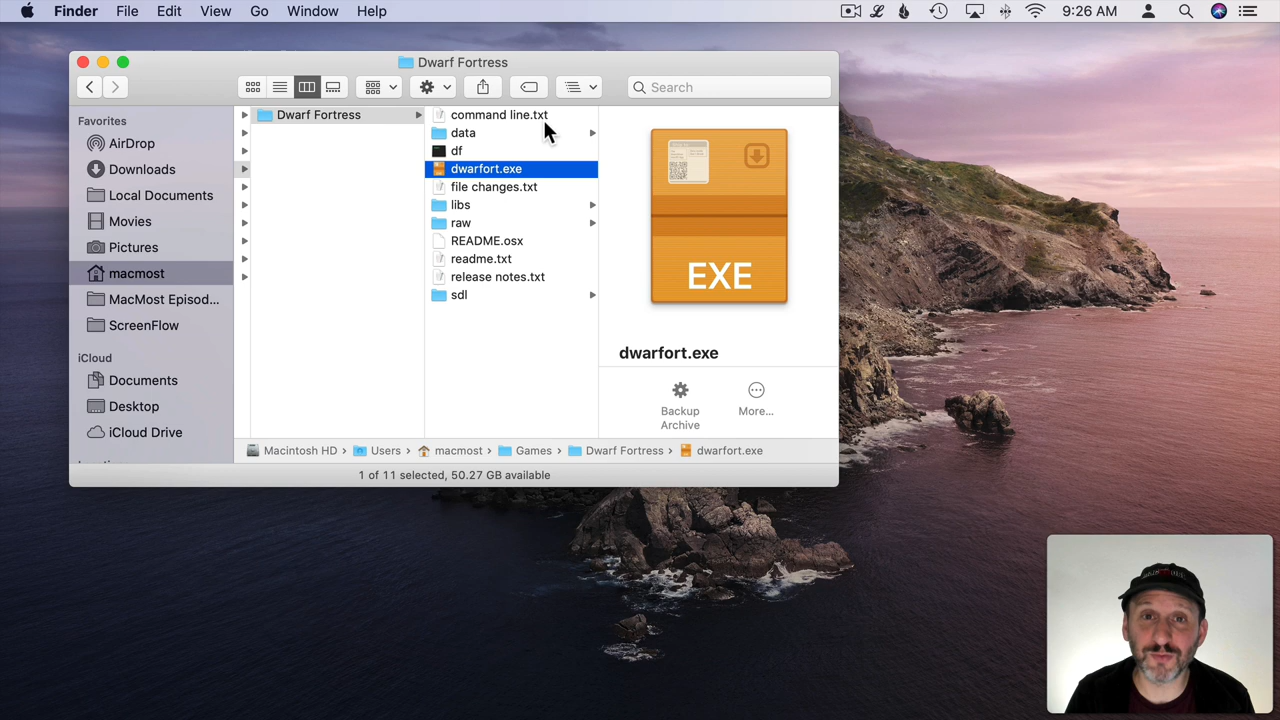 Finder File Edit View Go Window Help 9:26 AM
Dwarf Fortress
Search
Favorites
AirDrop
Downloads
Local Documents
Movies
Pictures
macmost
MacMost Episod...
ScreenFlow
iCloud
Documents
Desktop
iCloud Drive
Dwarf Fortress
command line.txt
data
df
dwarfort.exe
file changes.txt
libs
raw
README.osx
readme.txt
release notes.txt
sdl
EXE
dwarfort.exe
Backup
Archive
More...
Macintosh HD › Users › macmost › Games › Dwarf Fortress › dwarfort.exe
1 of 11 selected, 50.27 GB available